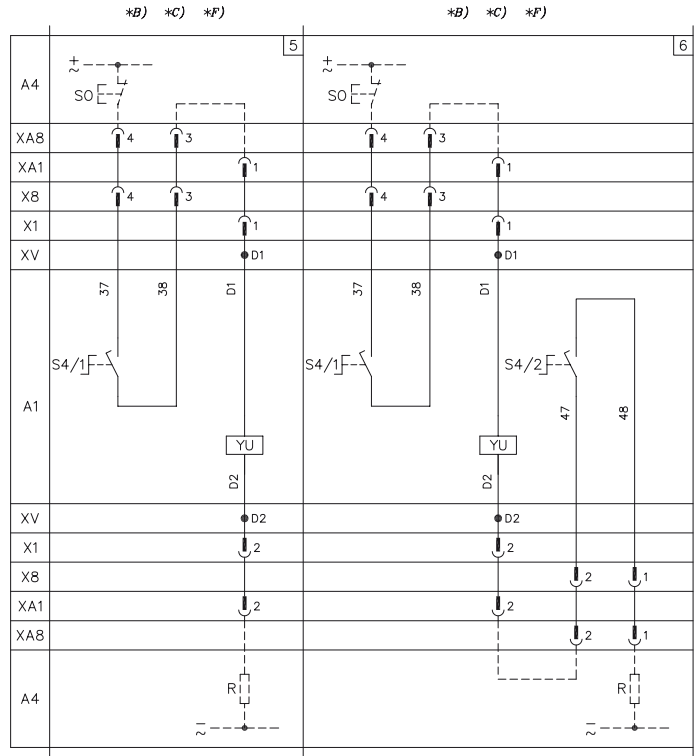 *B) *C) *F) *B) *C) *F)
5 6
+ +
~ ~
A4 SO SO
XA8 4 3 4 3
XA1 1 1
X8 4 3 4 3
X1 1 1
XV D1 D1
37 38 D1 37 38 D1
S4/1 S4/1 S4/2
A1 47 48
YU YU
D2 D2
XV D2 D2
X1 2 2
X8 2 1
XA1 2 2
XA8 2 1
A4 R R
– –
~ ~